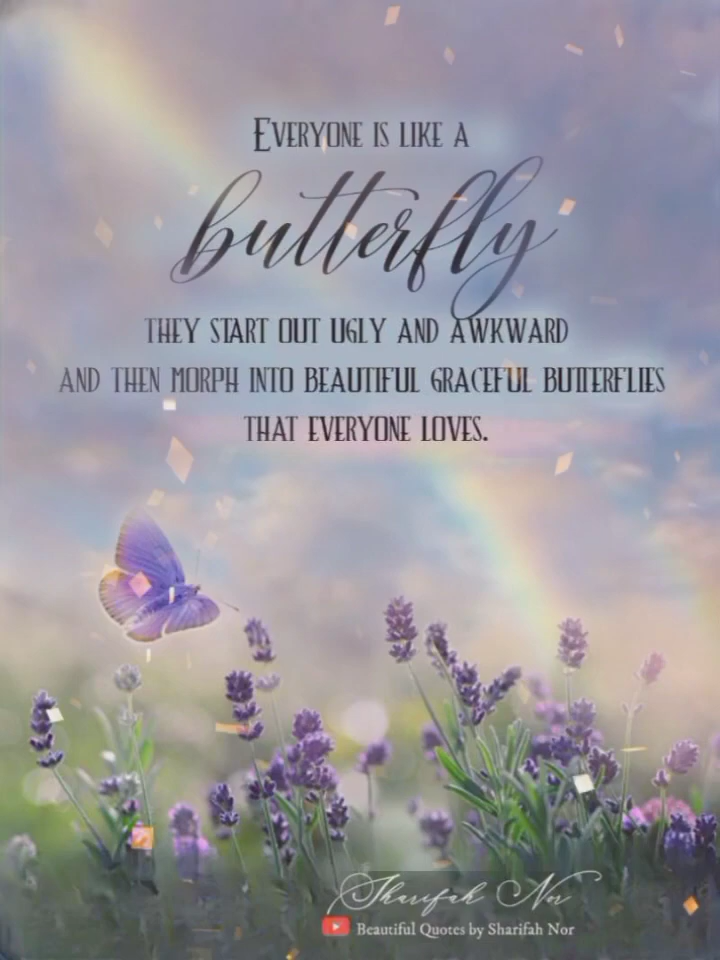 Everyone is like a
butterfly
they start out ugly and awkward
and then morph into beautiful graceful butterflies
that everyone loves.
Sharifah Nor
Beautiful Quotes by Sharifah Nor